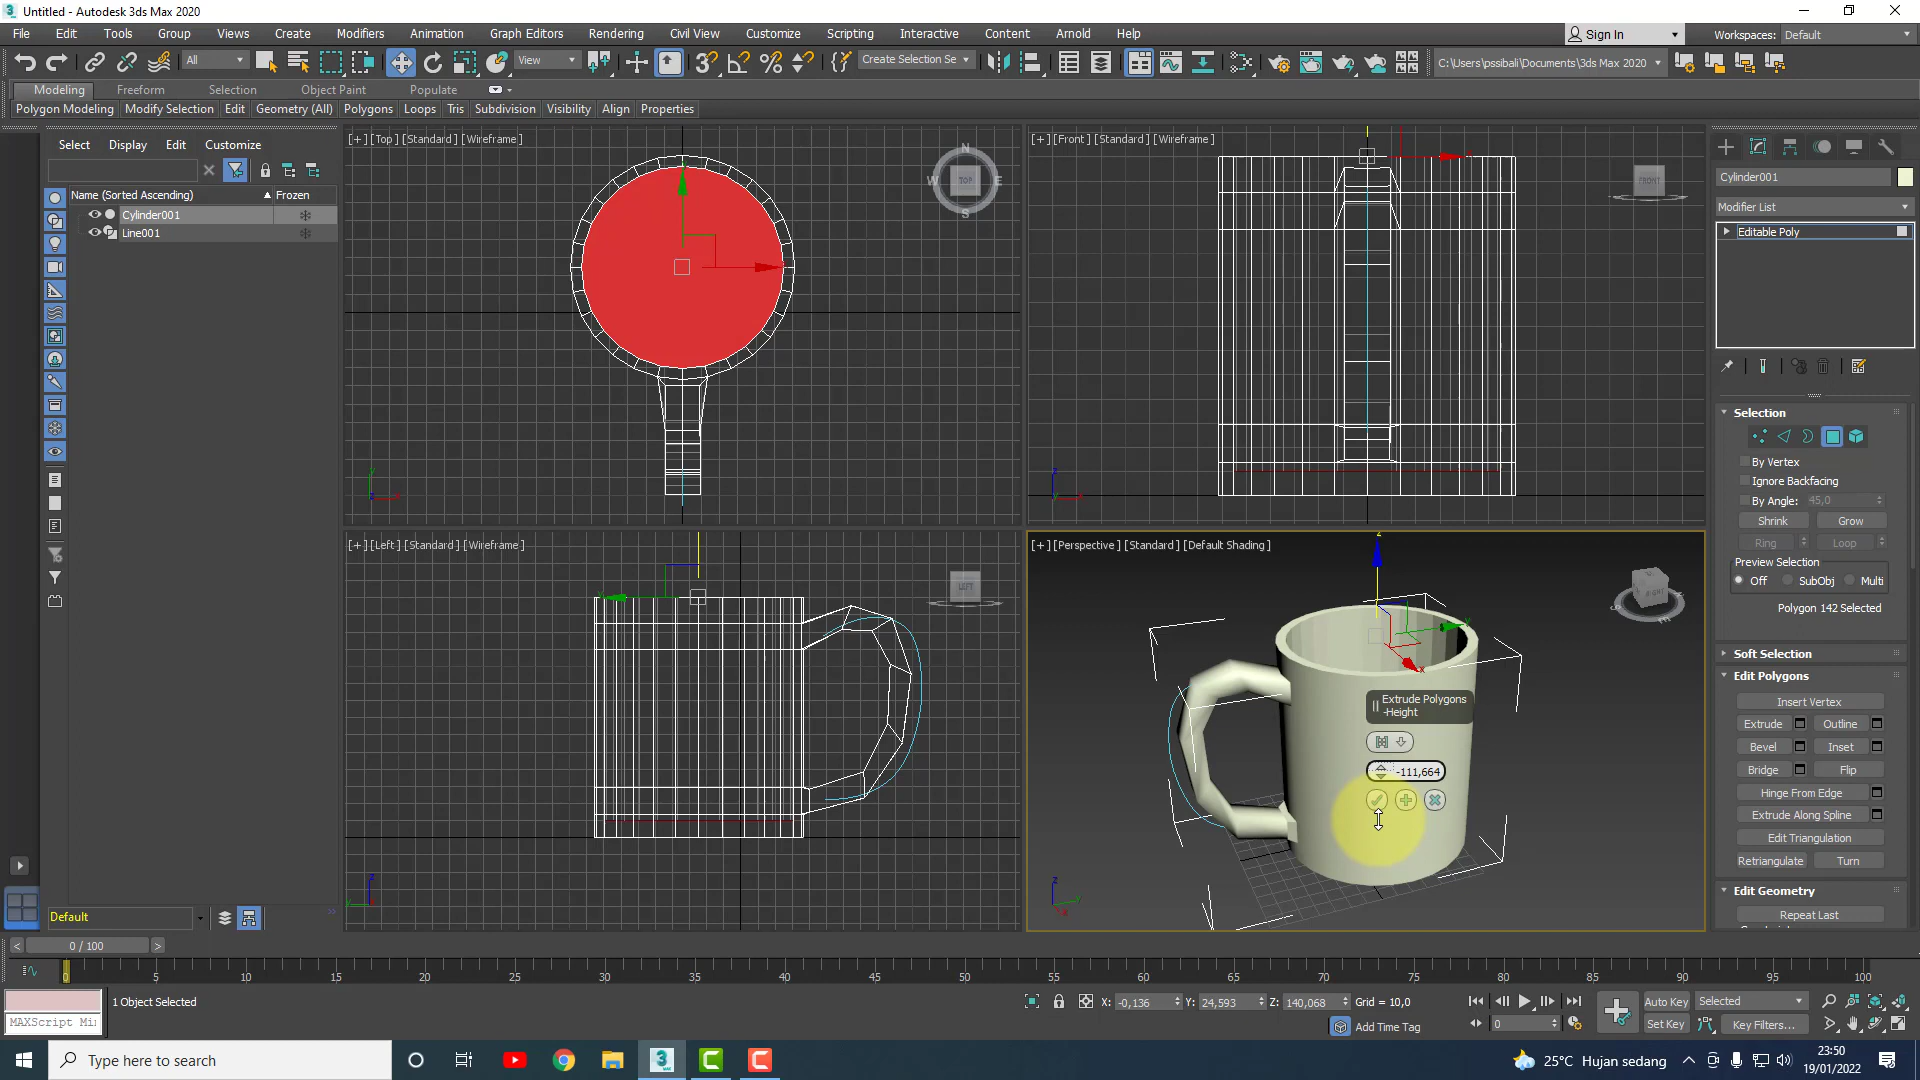 Untitled - Autodesk 3ds Max 2020
File Edit Tools Group Views Create Modifiers Animation Graph Editors Rendering Civil View Customize Scripting Interactive Content Arnold Help
Sign In
Workspaces: Default
All
View
Create Selection Se
C:\Users\pssibali\Documents\3ds Max 2020
Modeling Freeform Selection Object Paint Populate
Polygon Modeling Modify Selection Edit Geometry (All) Polygons Loops Tris Subdivision Visibility Align Properties
Select Display Edit Customize
Name (Sorted Ascending) Frozen
Cylinder001
Line001
[+] [Top] [Standard] [Wireframe]
N
W TOP E
S
[+] [Front] [Standard] [Wireframe]
FRONT
[+] [Left] [Standard] [Wireframe]
LEFT
[+] [Perspective] [Standard] [Default Shading]
RIGHT
Extrude Polygons
-Height
-111,664
Cylinder001
Modifier List
Editable Poly
Selection
By Vertex
Ignore Backfacing
By Angle: 45,0
Shrink Grow
Ring Loop
Preview Selection
Off SubObj Multi
Polygon 142 Selected
Soft Selection
Edit Polygons
Insert Vertex
Extrude Outline
Bevel Inset
Bridge Flip
Hinge From Edge
Extrude Along Spline
Edit Triangulation
Retriangulate Turn
Edit Geometry
Repeat Last
Default
0 / 100
0 5 10 15 20 25 30 35 40 45 50 55 60 65 70 75 80 85 90 95 100
1 Object Selected
MAXScript Mi
X: -0,136 Y: 24,593 Z: 140,068 Grid = 10,0
Add Time Tag
0
Auto Key Selected
Set Key Key Filters...
Type here to search
25°C Hujan sedang
23:50
19/01/2022